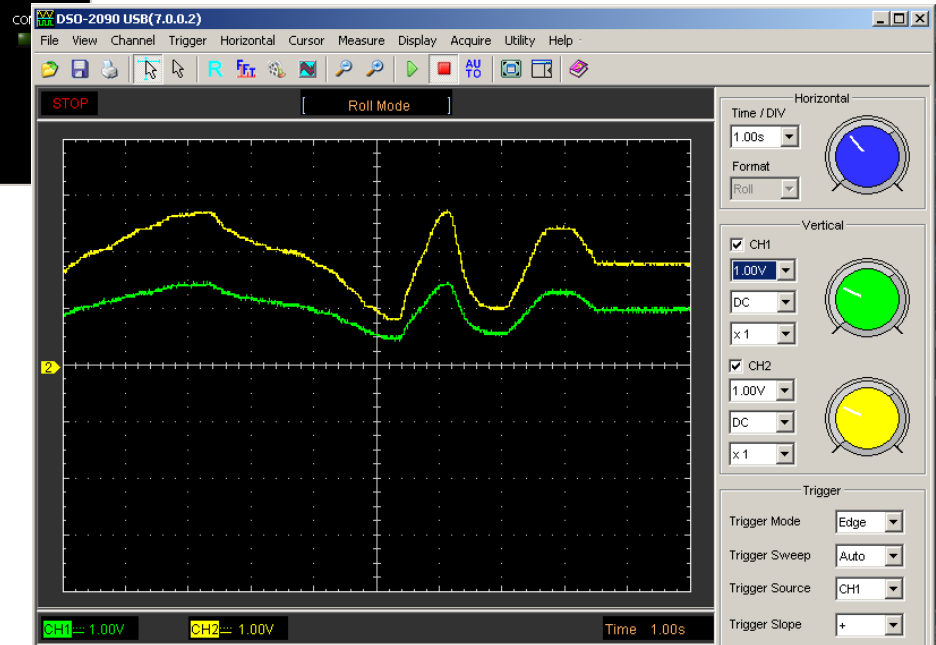 co
DSO-2090 USB(7.0.0.2)
File View Channel Trigger Horizontal Cursor Measure Display Acquire Utility Help
R FFT AUTO
STOP
[ Roll Mode ]
2
CH1 1.00V
CH2 1.00V
Time 1.00s
Horizontal
Time / DIV
1.00s
Format
Roll
Vertical
CH1
1.00V
DC
x 1
CH2
1.00V
DC
x 1
Trigger
Trigger Mode Edge
Trigger Sweep Auto
Trigger Source CH1
Trigger Slope +